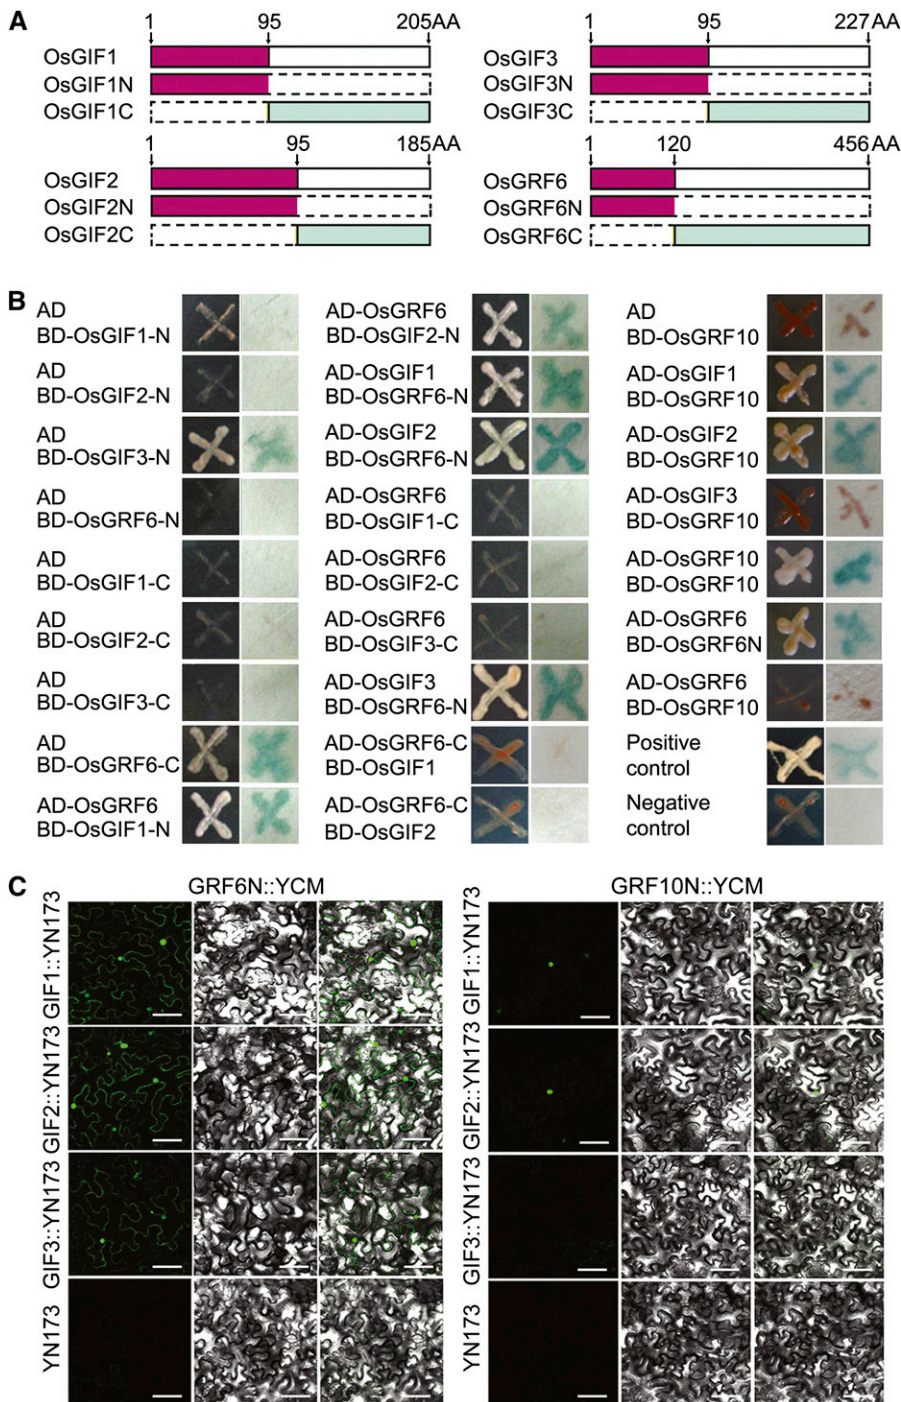 A
1 95 205AA
OsGIF1
OsGIF1N
OsGIF1C
1 95 185AA
OsGIF2
OsGIF2N
OsGIF2C
1 95 227AA
OsGIF3
OsGIF3N
OsGIF3C
1 120 456AA
OsGRF6
OsGRF6N
OsGRF6C
B
AD
BD-OsGIF1-N
AD
BD-OsGIF2-N
AD
BD-OsGIF3-N
AD
BD-OsGRF6-N
AD
BD-OsGIF1-C
AD
BD-OsGIF2-C
AD
BD-OsGIF3-C
AD
BD-OsGRF6-C
AD-OsGRF6
BD-OsGIF1-N
AD-OsGRF6
BD-OsGIF2-N
AD-OsGIF1
BD-OsGRF6-N
AD-OsGIF2
BD-OsGRF6-N
AD-OsGRF6
BD-OsGIF1-C
AD-OsGRF6
BD-OsGIF2-C
AD-OsGRF6
BD-OsGIF3-C
AD-OsGIF3
BD-OsGRF6-N
AD-OsGRF6-C
BD-OsGIF1
AD-OsGRF6-C
BD-OsGIF2
AD
BD-OsGRF10
AD-OsGIF1
BD-OsGRF10
AD-OsGIF2
BD-OsGRF10
AD-OsGIF3
BD-OsGRF10
AD-OsGRF10
BD-OsGRF10
AD-OsGRF6
BD-OsGRF6N
AD-OsGRF6
BD-OsGRF10
Positive
control
Negative
control
C
GRF6N::YCM
GIF1::YN173
GIF2::YN173
GIF3::YN173
YN173
GRF10N::YCM
GIF1::YN173
GIF2::YN173
GIF3::YN173
YN173